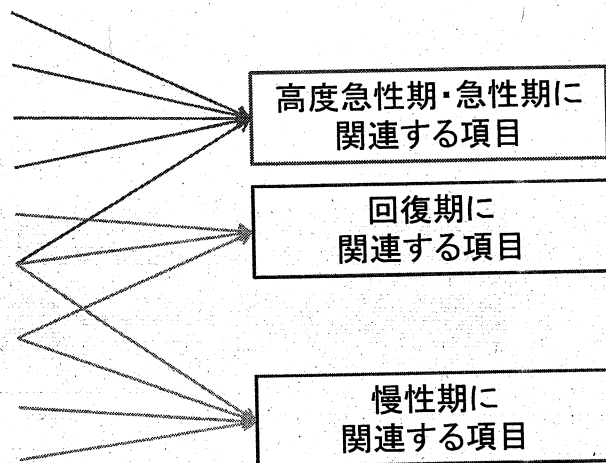 高度急性期・急性期に
関連する項目
回復期に
関連する項目
慢性期に
関連する項目